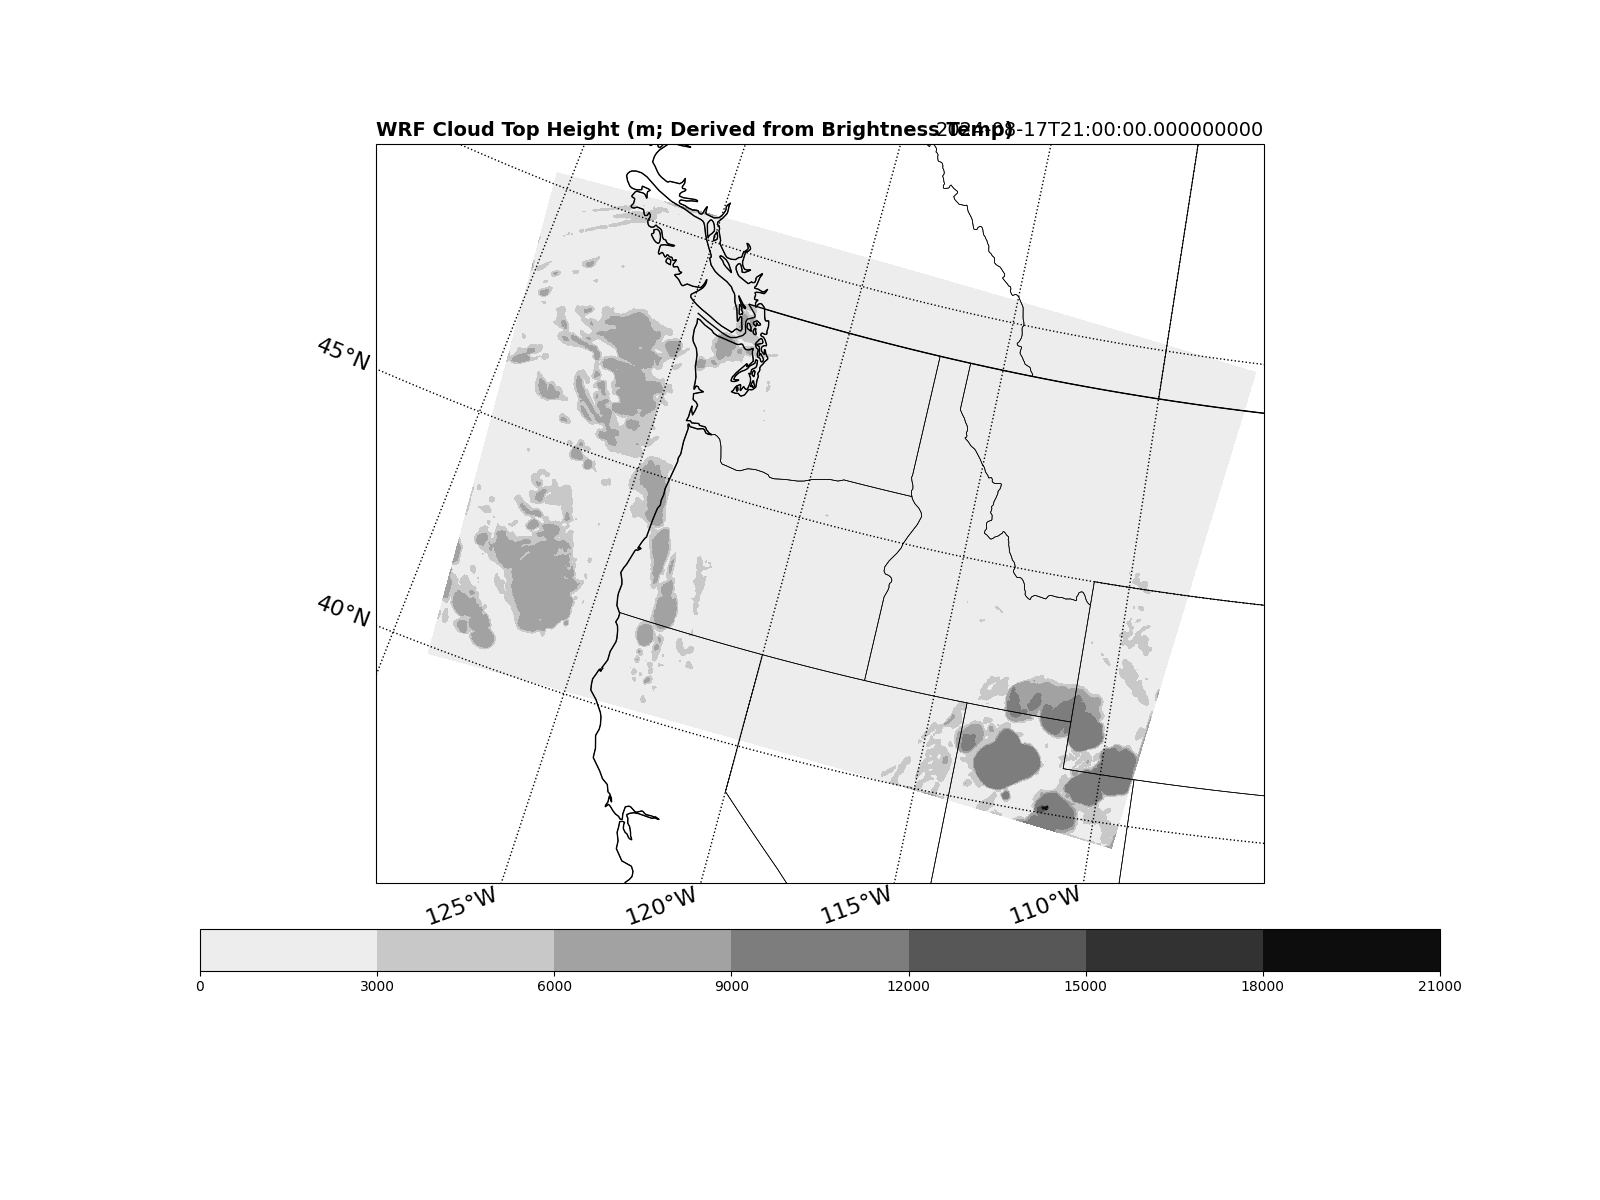 WRF Cloud Top Height (m; Derived from Brightness Temp) 2024-08-17T21:00:00.000000000
45°N
40°N
125°W 120°W 115°W 110°W
0 3000 6000 9000 12000 15000 18000 21000